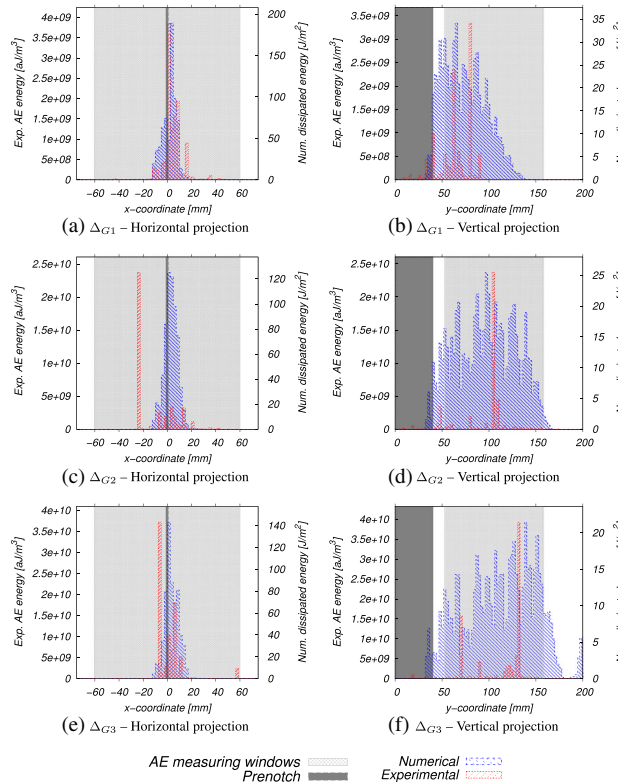 4e+09
3.5e+09
3e+09
2.5e+09
2e+09
1.5e+09
1e+09
5e+08
0
Exp. AE energy [aJ/m³]
200
150
100
50
0
Num. dissipated energy [J/m²]
−60 −40 −20 0 20 40 60
x−coordinate [mm]
(a) Δ_G1 – Horizontal projection
3.5e+09
3e+09
2.5e+09
2e+09
1.5e+09
1e+09
5e+08
0
Exp. AE energy [aJ/m³]
35
30
25
20
15
10
5
0
0 50 100 150 200
y−coordinate [mm]
(b) Δ_G1 – Vertical projection
2.5e+10
2e+10
1.5e+10
1e+10
5e+09
0
Exp. AE energy [aJ/m³]
120
100
80
60
40
20
0
Num. dissipated energy [J/m²]
−60 −40 −20 0 20 40 60
x−coordinate [mm]
(c) Δ_G2 – Horizontal projection
2.5e+10
2e+10
1.5e+10
1e+10
5e+09
0
Exp. AE energy [aJ/m³]
25
20
15
10
5
0
0 50 100 150 200
y−coordinate [mm]
(d) Δ_G2 – Vertical projection
4e+10
3.5e+10
3e+10
2.5e+10
2e+10
1.5e+10
1e+10
5e+09
0
Exp. AE energy [aJ/m³]
140
120
100
80
60
40
20
0
Num. dissipated energy [J/m²]
−60 −40 −20 0 20 40 60
x−coordinate [mm]
(e) Δ_G3 – Horizontal projection
4e+10
3.5e+10
3e+10
2.5e+10
2e+10
1.5e+10
1e+10
5e+09
0
Exp. AE energy [aJ/m³]
20
15
10
5
0
0 50 100 150 200
y−coordinate [mm]
(f) Δ_G3 – Vertical projection
AE measuring windows
Prenotch
Numerical
Experimental